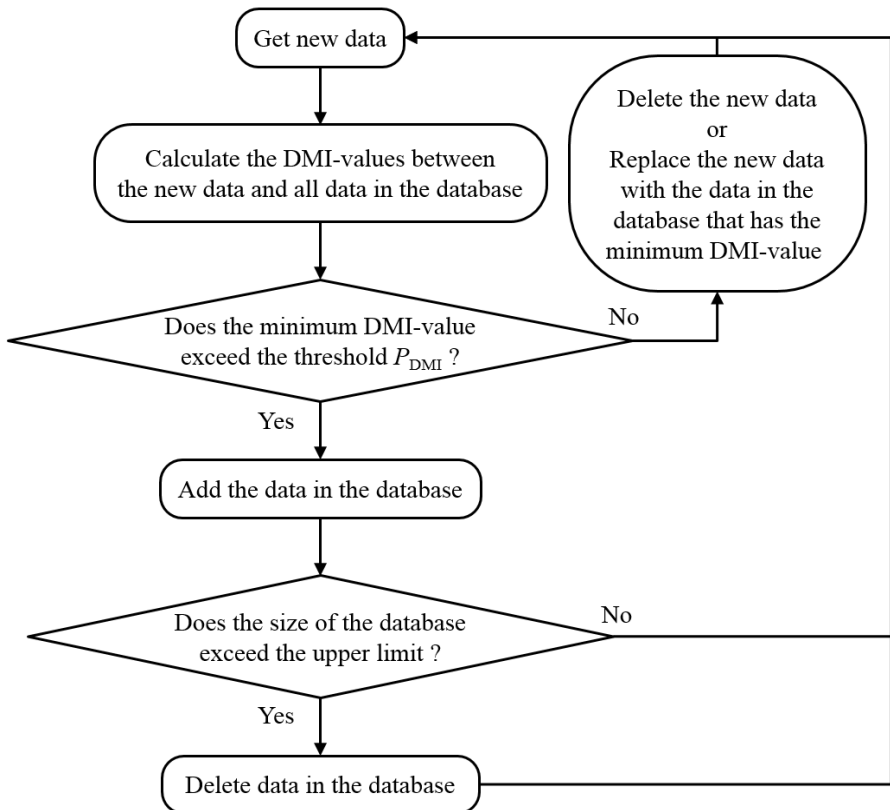 Get new data
Calculate the DMI-values between
the new data and all data in the database
Delete the new data
or
Replace the new data
with the data in the
database that has the
minimum DMI-value
Does the minimum DMI-value
exceed the threshold P_DMI ?
No
Yes
Add the data in the database
Does the size of the database
exceed the upper limit ?
No
Yes
Delete data in the database